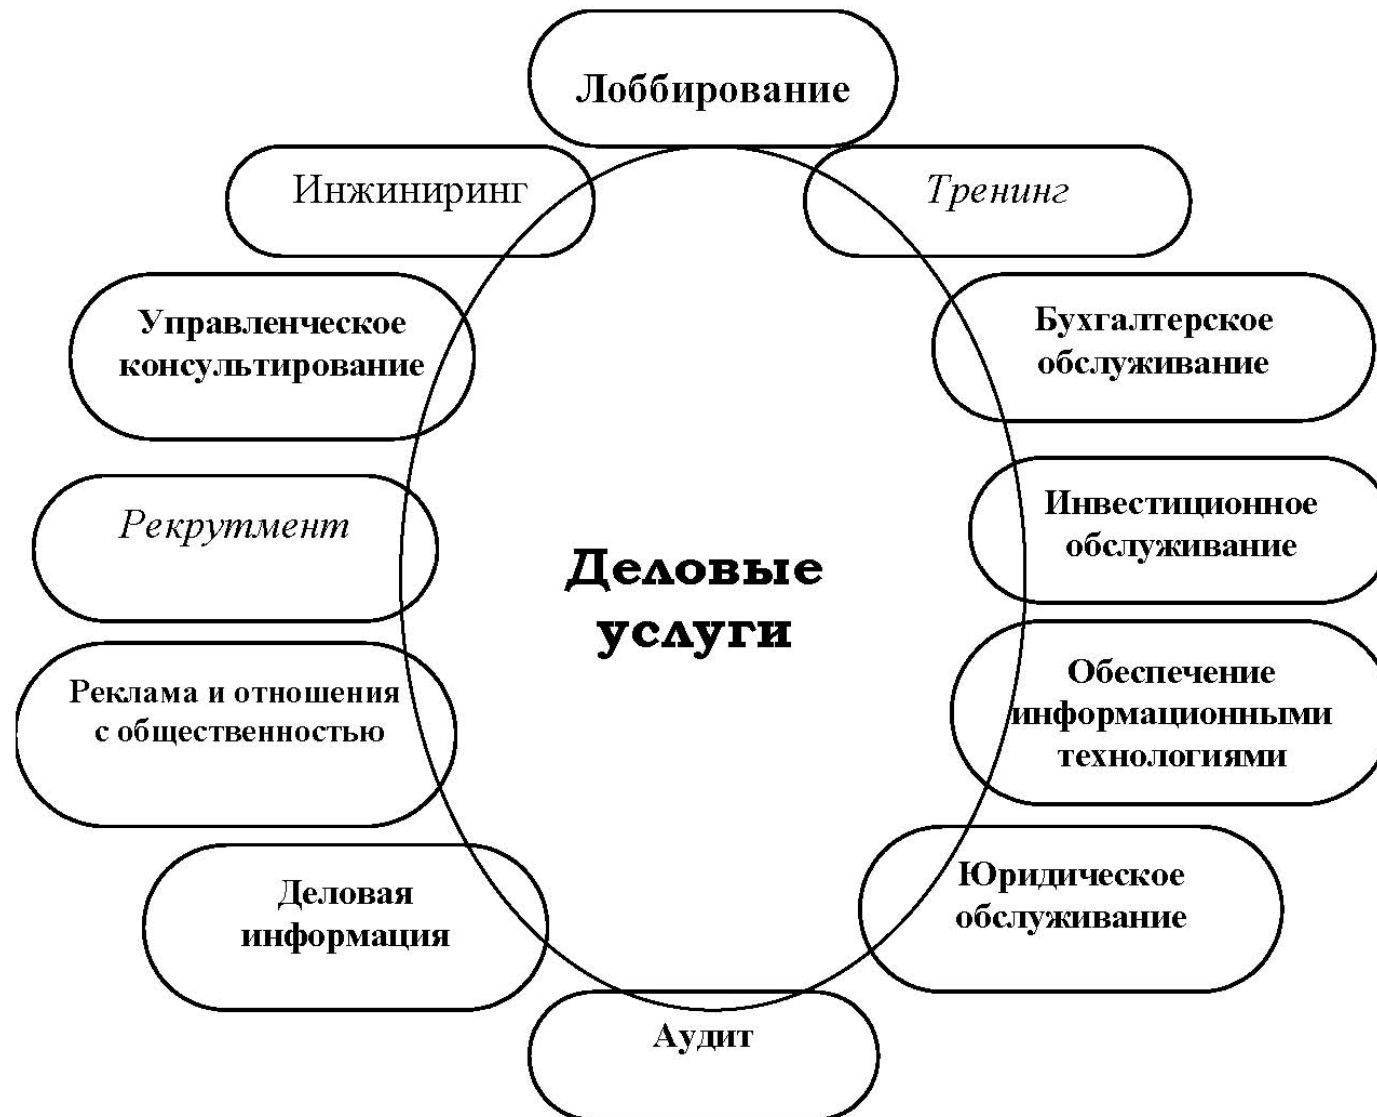 Лоббирование
Инжиниринг
Тренинг
Управленческое
консультирование
Бухгалтерское
обслуживание
Рекрутмент
Инвестиционное
обслуживание
Деловые
услуги
Реклама и отношения
с общественностью
Обеспечение
информационными
технологиями
Деловая
информация
Юридическое
обслуживание
Аудит